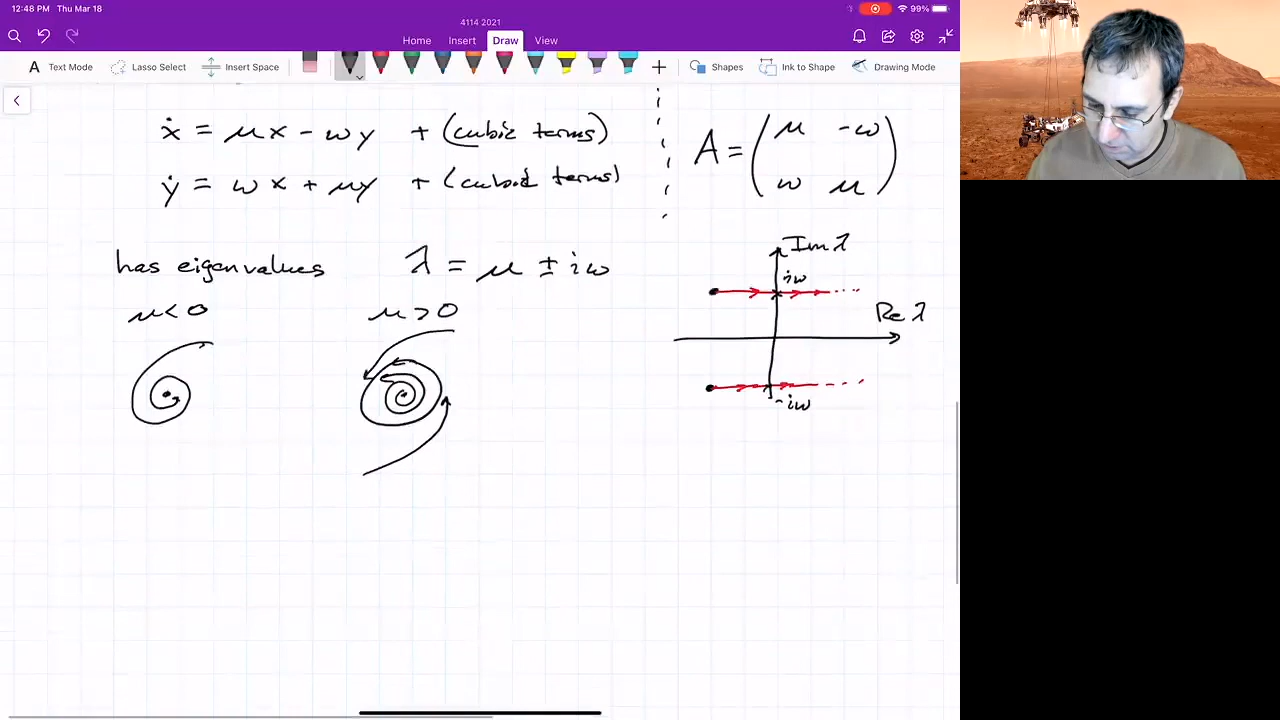 12:48 PM Thu Mar 18
99%
4114 2021
Home Insert Draw View
A Text Mode Lasso Select Insert Space Shapes Ink to Shape Drawing Mode
ẋ = μx - ωy + (cubic terms)
ẏ = ωx + μy + (cubic terms)
A = (μ -ω
ω μ)
has eigenvalues λ = μ ± iω
μ < 0 μ > 0
Im λ
iω
Re λ
-iω